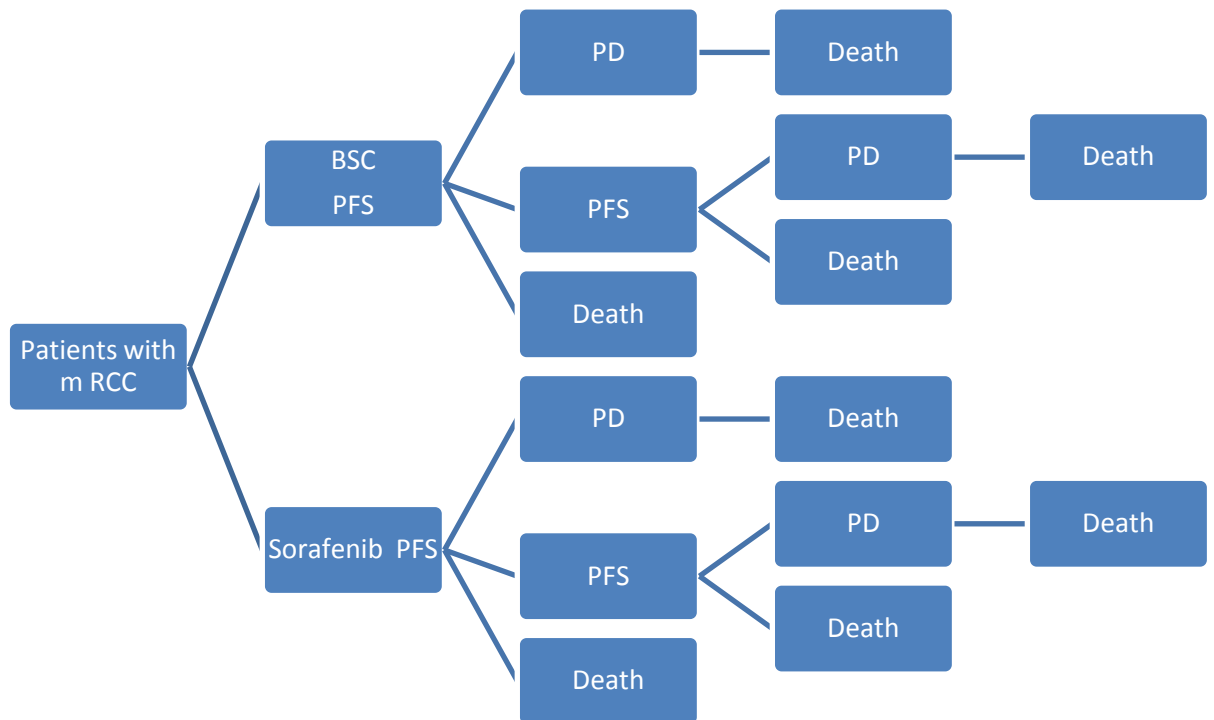 PD
Death
PD
Death
BSC
PFS
PFS
Death
Death
Patients with
m RCC
PD
Death
PD
Death
Sorafenib PFS
PFS
Death
Death